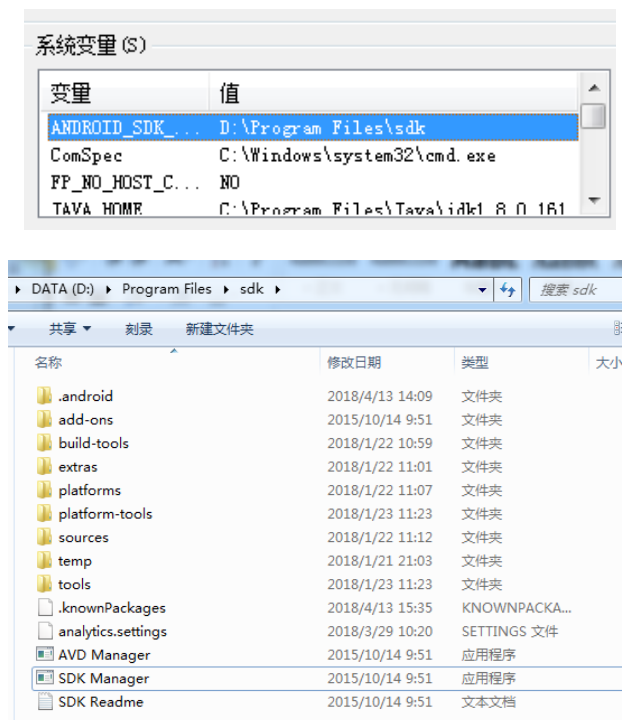 系统变量(S)
变量 值
ANDROID_SDK_... D:\Program Files\sdk
ComSpec C:\Windows\system32\cmd.exe
FP_NO_HOST_C... NO
JAVA_HOME C:\Program Files\Java\jdk1.8.0_161
DATA (D:) Program Files sdk 搜索 sdk
共享 刻录 新建文件夹
名称 修改日期 类型 大小
.android 2018/4/13 14:09 文件夹
add-ons 2015/10/14 9:51 文件夹
build-tools 2018/1/22 10:59 文件夹
extras 2018/1/22 11:01 文件夹
platforms 2018/1/22 11:07 文件夹
platform-tools 2018/1/23 11:23 文件夹
sources 2018/1/22 11:12 文件夹
temp 2018/1/21 21:03 文件夹
tools 2018/1/23 11:23 文件夹
.knownPackages 2018/4/13 15:35 KNOWNPACKA...
analytics.settings 2018/3/29 10:20 SETTINGS 文件
AVD Manager 2015/10/14 9:51 应用程序
SDK Manager 2015/10/14 9:51 应用程序
SDK Readme 2015/10/14 9:51 文本文档